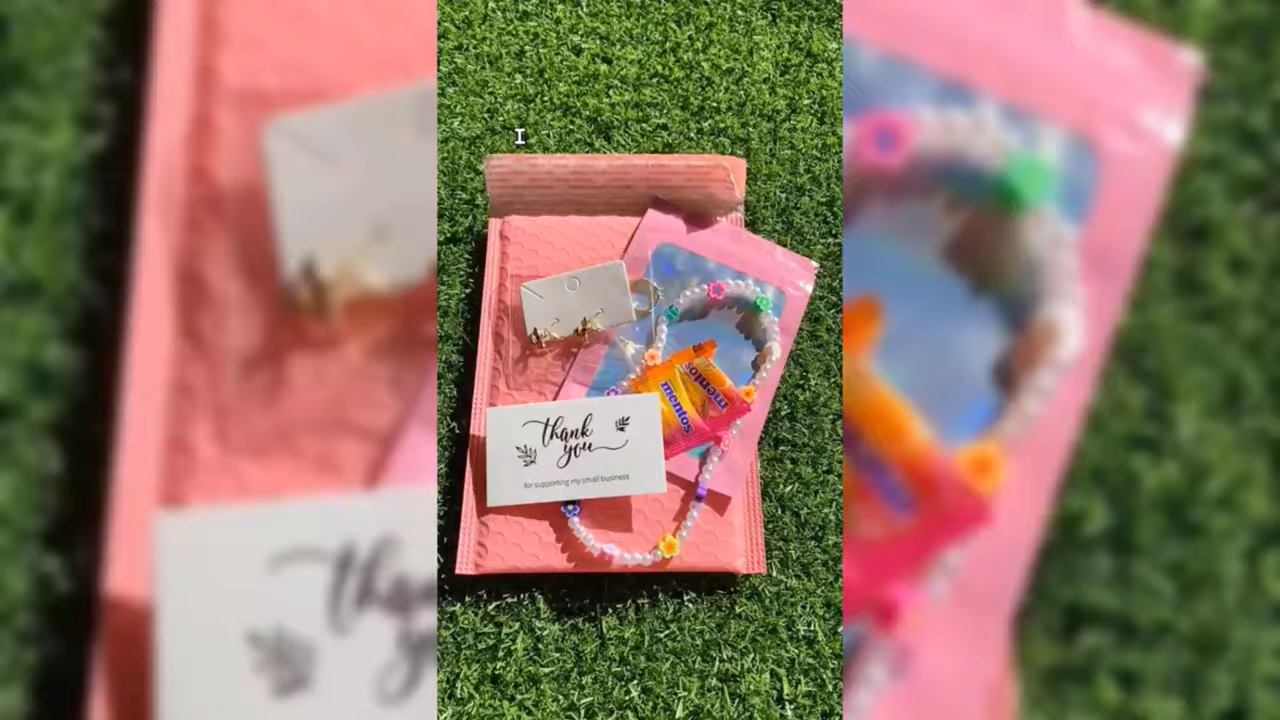 I
mentos
mentos
thank
you
for supporting my small business